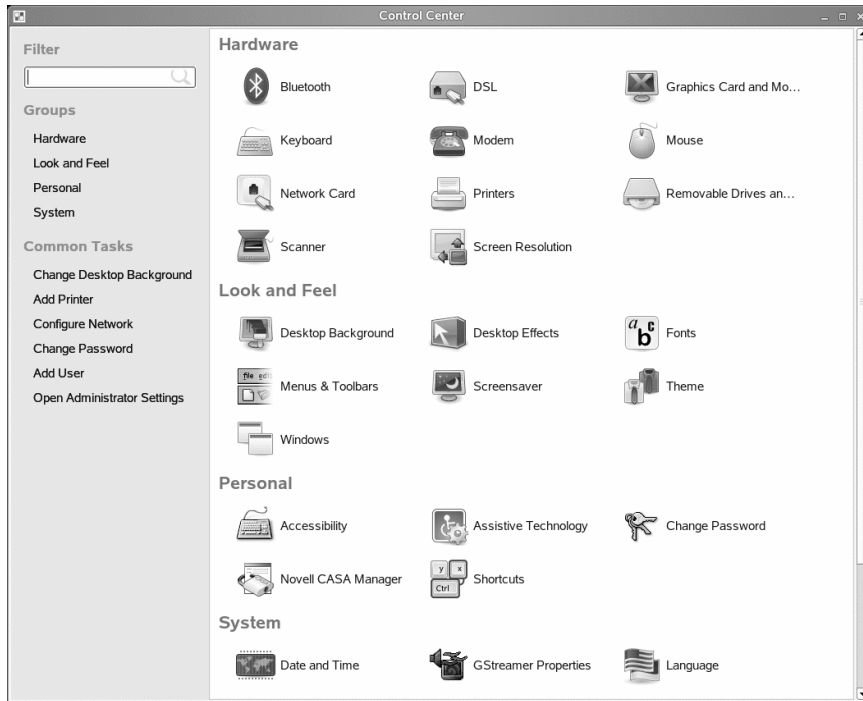 Control Center
Filter
Groups
Hardware
Look and Feel
Personal
System
Common Tasks
Change Desktop Background
Add Printer
Configure Network
Change Password
Add User
Open Administrator Settings
Hardware
Bluetooth
DSL
Graphics Card and Mo...
Keyboard
Modem
Mouse
Network Card
Printers
Removable Drives an...
Scanner
Screen Resolution
Look and Feel
Desktop Background
Desktop Effects
a b c
Fonts
file edi
Menus & Toolbars
Screensaver
Theme
Windows
Personal
Accessibility
Assistive Technology
Change Password
Novell CASA Manager
y x
Ctrl
Shortcuts
System
Date and Time
GStreamer Properties
Language